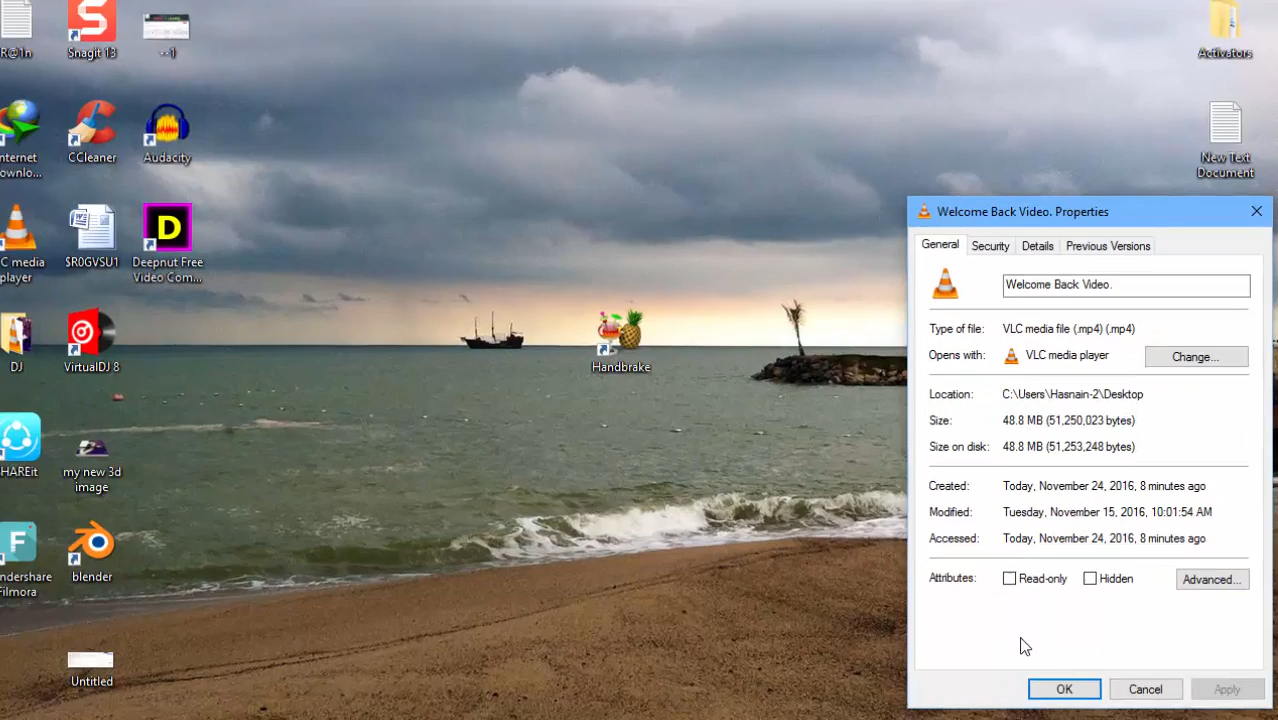 R@1n
Snagit 13
--1
Activators
nternet
ownlo...
CCleaner
Audacity
New Text
Document
C media
player
$R0GVSU1
Deepnut Free
Video Com...
D
DJ
VirtualDJ 8
Handbrake
HAREit
my new 3d
image
F
ndershare
Filmora
blender
Untitled
Welcome Back Video. Properties
General
Security
Details
Previous Versions
Welcome Back Video.
Type of file: VLC media file (.mp4) (.mp4)
Opens with: VLC media player
Change...
Location: C:\Users\Hasnain-2\Desktop
Size: 48.8 MB (51,250,023 bytes)
Size on disk: 48.8 MB (51,253,248 bytes)
Created: Today, November 24, 2016, 8 minutes ago
Modified: Tuesday, November 15, 2016, 10:01:54 AM
Accessed: Today, November 24, 2016, 8 minutes ago
Attributes: Read-only Hidden Advanced...
OK Cancel Apply